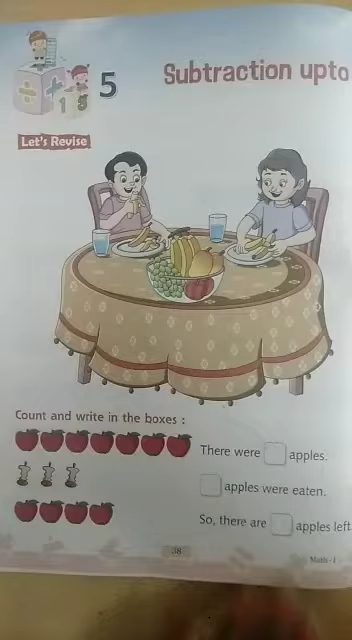 5
Subtraction upto
Let's Revise
Count and write in the boxes :
There were apples.
apples were eaten.
So, there are apples left
38
Math - 1